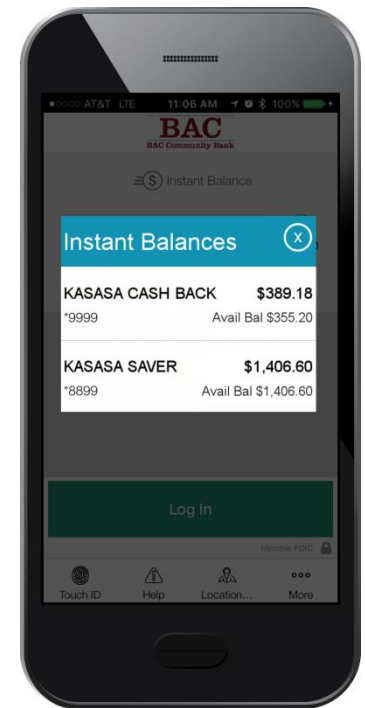 AT&T LTE 11:06 AM 100%
BAC
BAC Community Bank
$ Instant Balance
Instant Balances X
KASASA CASH BACK $389.18
*9999 Avail Bal $355.20
KASASA SAVER $1,406.60
*8899 Avail Bal $1,406.60
Log In
Member FDIC
Touch ID Help Location... More